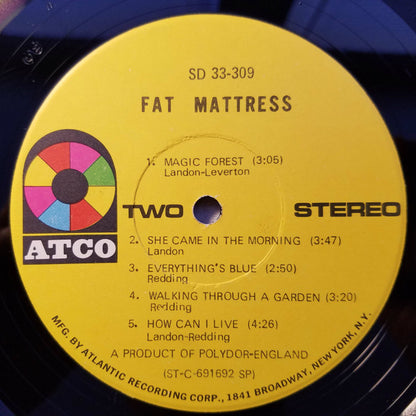 SD 33-309
FAT MATTRESS
1. MAGIC FOREST (3:05)
Landon-Leverton
ATCO
TWO
STEREO
2. SHE CAME IN THE MORNING (3:47)
Landon
3. EVERYTHING'S BLUE (2:50)
Redding
4. WALKING THROUGH A GARDEN (3:20)
Redding
5. HOW CAN I LIVE (4:26)
Landon-Redding
A PRODUCT OF POLYDOR-ENGLAND
(ST-C-691692 SP)
MFG. BY ATLANTIC RECORDING CORP., 1841 BROADWAY, NEW YORK, N.Y.